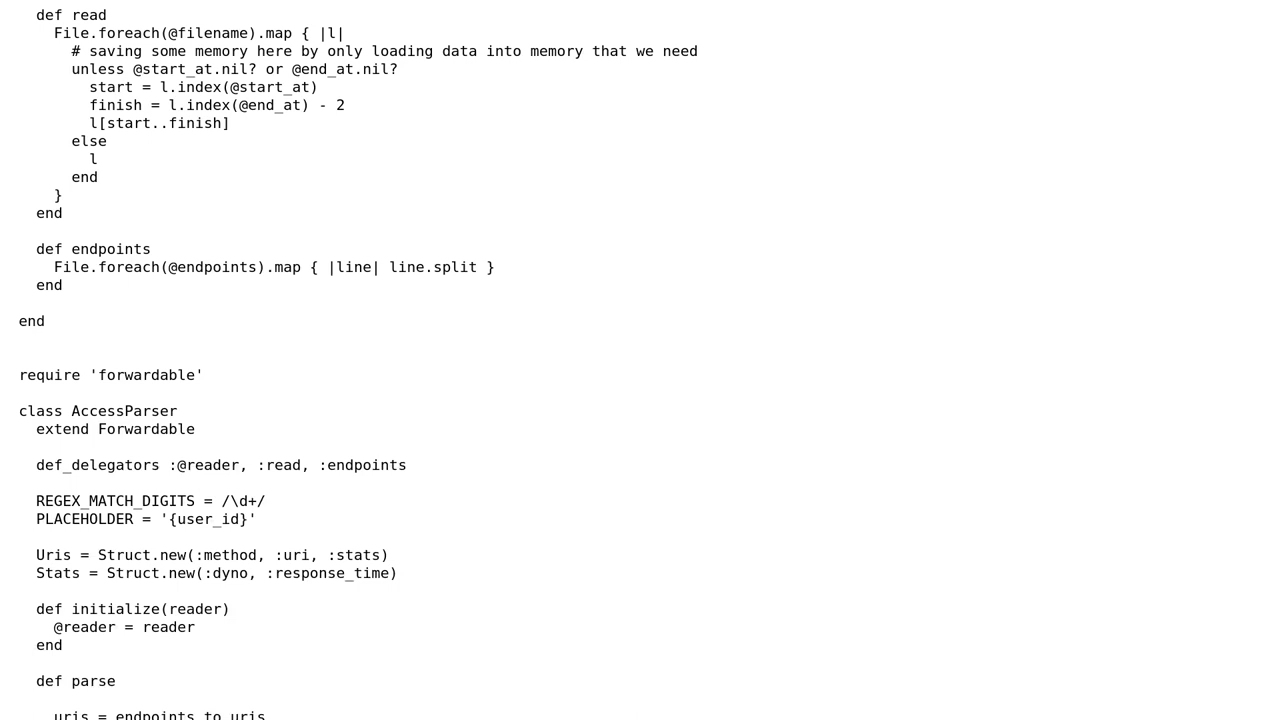 def read
    File.foreach(@filename).map { |l|
      # saving some memory here by only loading data into memory that we need
      unless @start_at.nil? or @end_at.nil?
        start = l.index(@start_at)
        finish = l.index(@end_at) - 2
        l[start..finish]
      else
        l
      end
    }
  end

  def endpoints
    File.foreach(@endpoints).map { |line| line.split }
  end

end


require 'forwardable'

class AccessParser
  extend Forwardable

  def_delegators :@reader, :read, :endpoints

  REGEX_MATCH_DIGITS = /\d+/
  PLACEHOLDER = '{user_id}'

  Uris = Struct.new(:method, :uri, :stats)
  Stats = Struct.new(:dyno, :response_time)

  def initialize(reader)
    @reader = reader
  end

  def parse

    uris = endpoints_to_uris